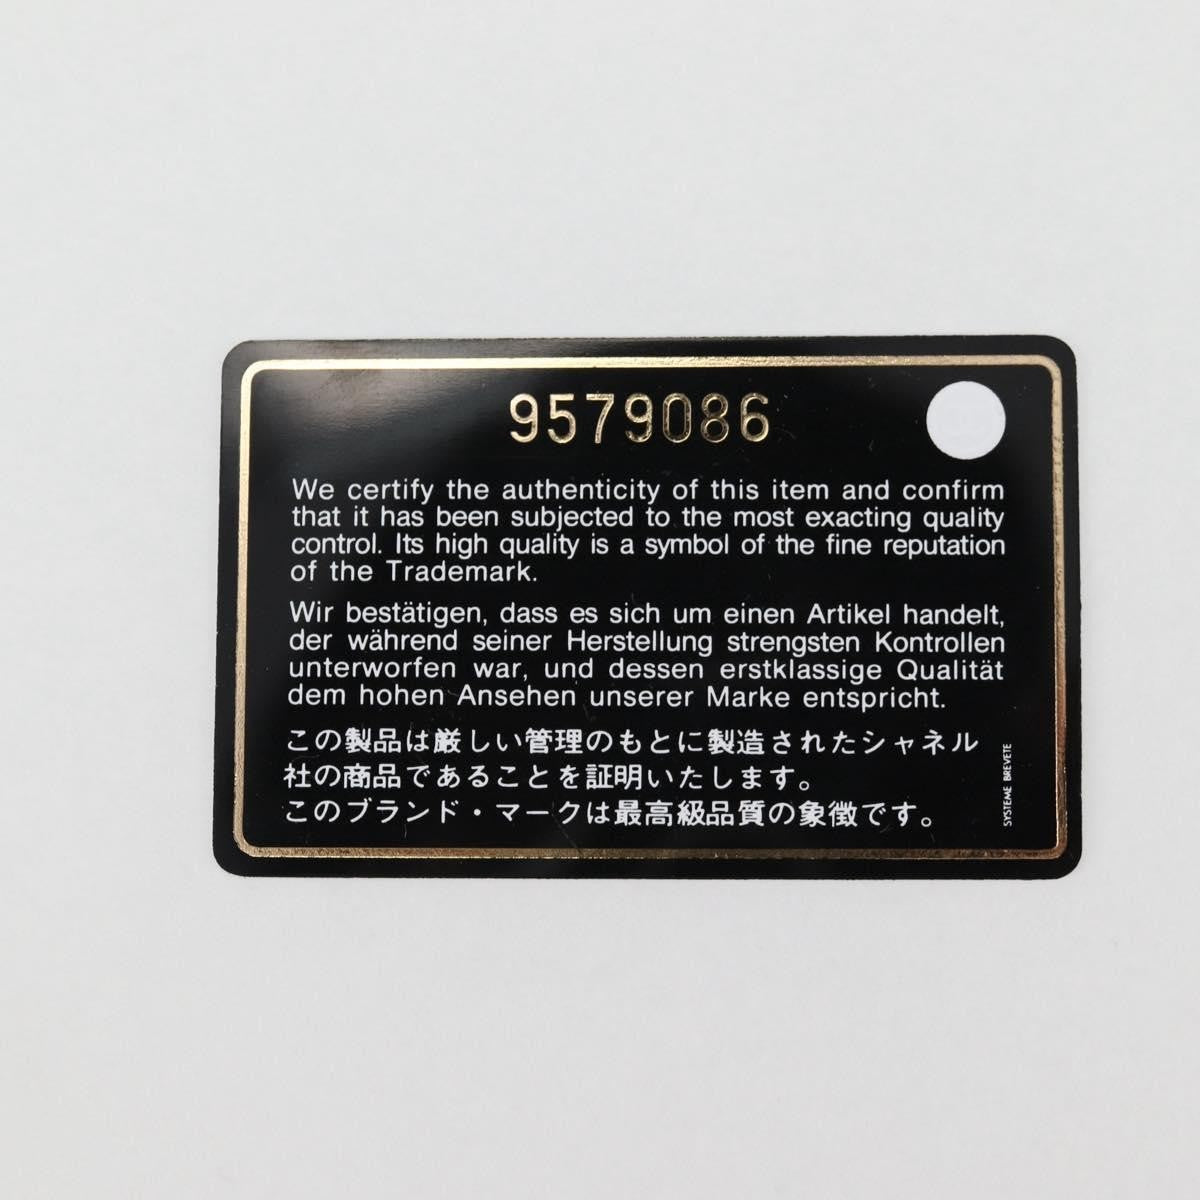 9579086
We certify the authenticity of this item and confirm
that it has been subjected to the most exacting quality
control. Its high quality is a symbol of the fine reputation
of the Trademark.
Wir bestätigen, dass es sich um einen Artikel handelt,
der während seiner Herstellung strengsten Kontrollen
unterworfen war, und dessen erstklassige Qualität
dem hohen Ansehen unserer Marke entspricht.
この製品は厳しい管理のもとに製造されたシャネル
社の商品であることを証明いたします。
このブランド・マークは最高級品質の象徴です。
SYSTEME BREVETE